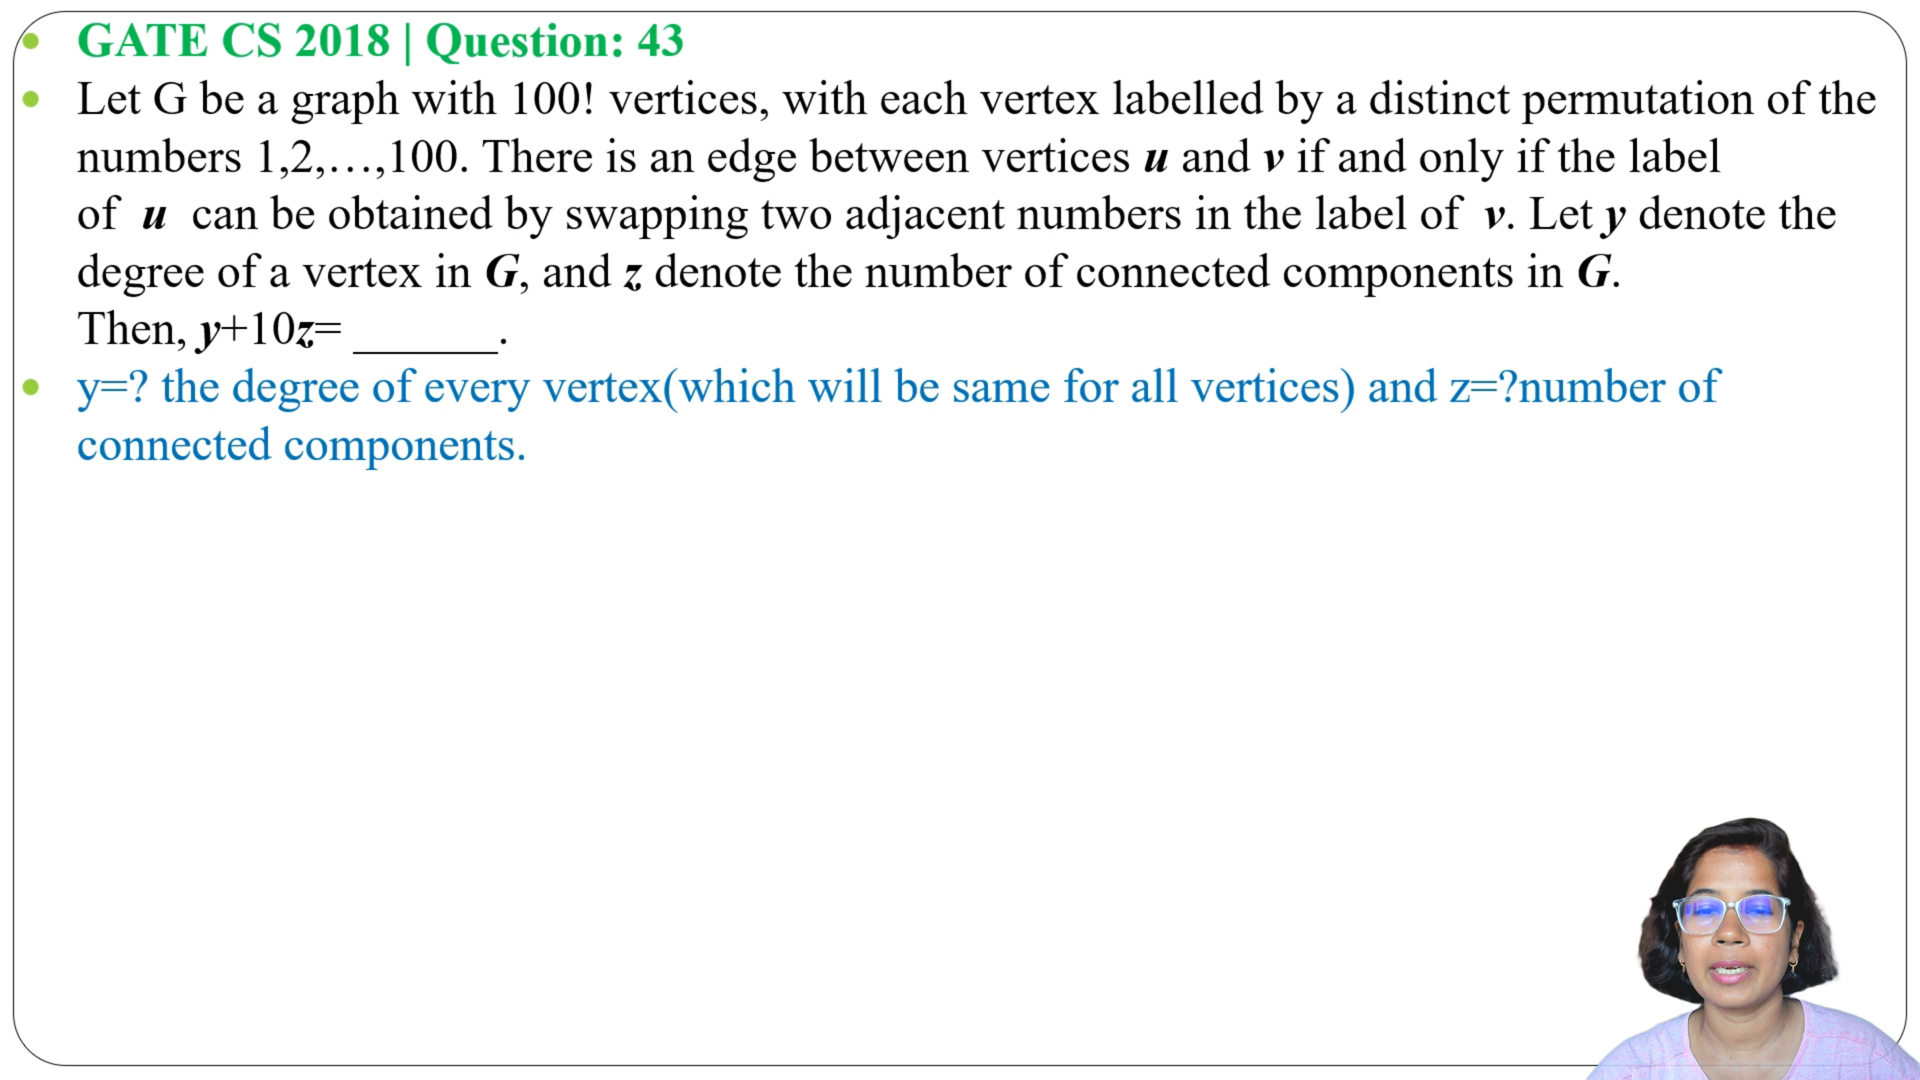 GATE CS 2018 | Question: 43
Let G be a graph with 100! vertices, with each vertex labelled by a distinct permutation of the
numbers 1,2,…,100. There is an edge between vertices u and v if and only if the label
of u can be obtained by swapping two adjacent numbers in the label of v. Let y denote the
degree of a vertex in G, and z denote the number of connected components in G.
Then, y+10z= ______.
y=? the degree of every vertex(which will be same for all vertices) and z=?number of
connected components.